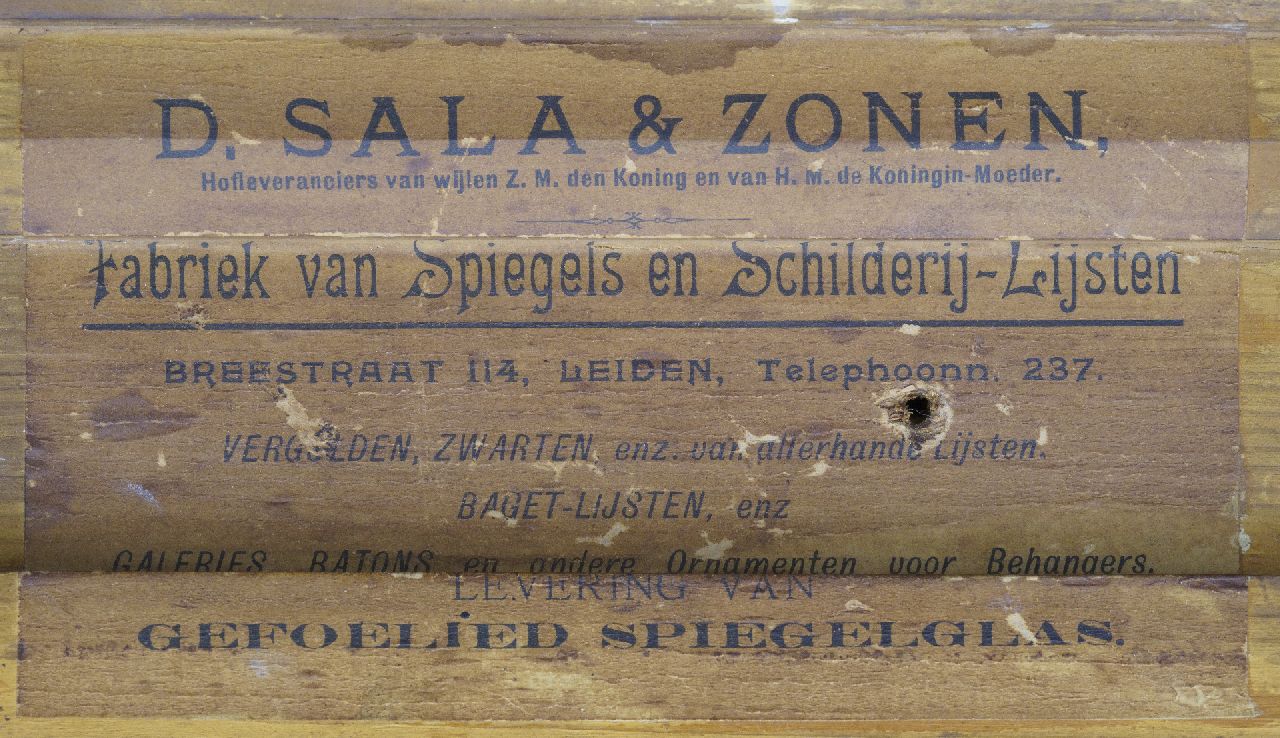 D. SALA & ZONEN,
Hofleveranciers van wijlen Z. M. den Koning en van H. M. de Koningin-Moeder.
Fabriek van Spiegels en Schilderij-Lijsten
BREESTRAAT 114, LEIDEN, Telephoonn. 237.
VERGULDEN, ZWARTEN, enz. van allerhande Lijsten.
BAGET-LIJSTEN, enz
GALERIES, BATONS en andere Ornamenten voor Behangers.
LEVERING VAN
GEFOELIED SPIEGELGLAS.